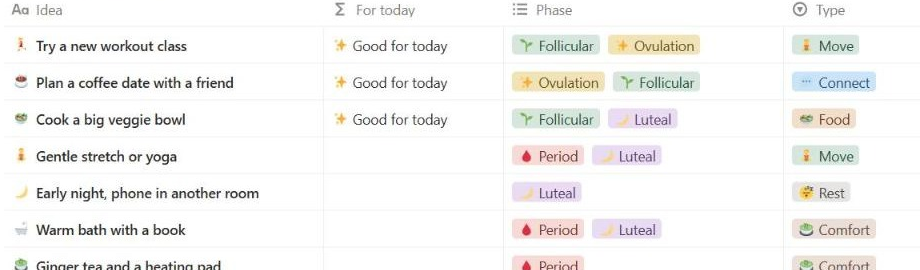 Aa Idea Σ For today Phase Type
Try a new workout class ✨ Good for today Follicular Ovulation Move
Plan a coffee date with a friend ✨ Good for today Ovulation Follicular Connect
Cook a big veggie bowl ✨ Good for today Follicular Luteal Food
Gentle stretch or yoga Period Luteal Move
Early night, phone in another room Luteal Rest
Warm bath with a book Period Luteal Comfort
Ginger tea and a heating pad Period Comfort